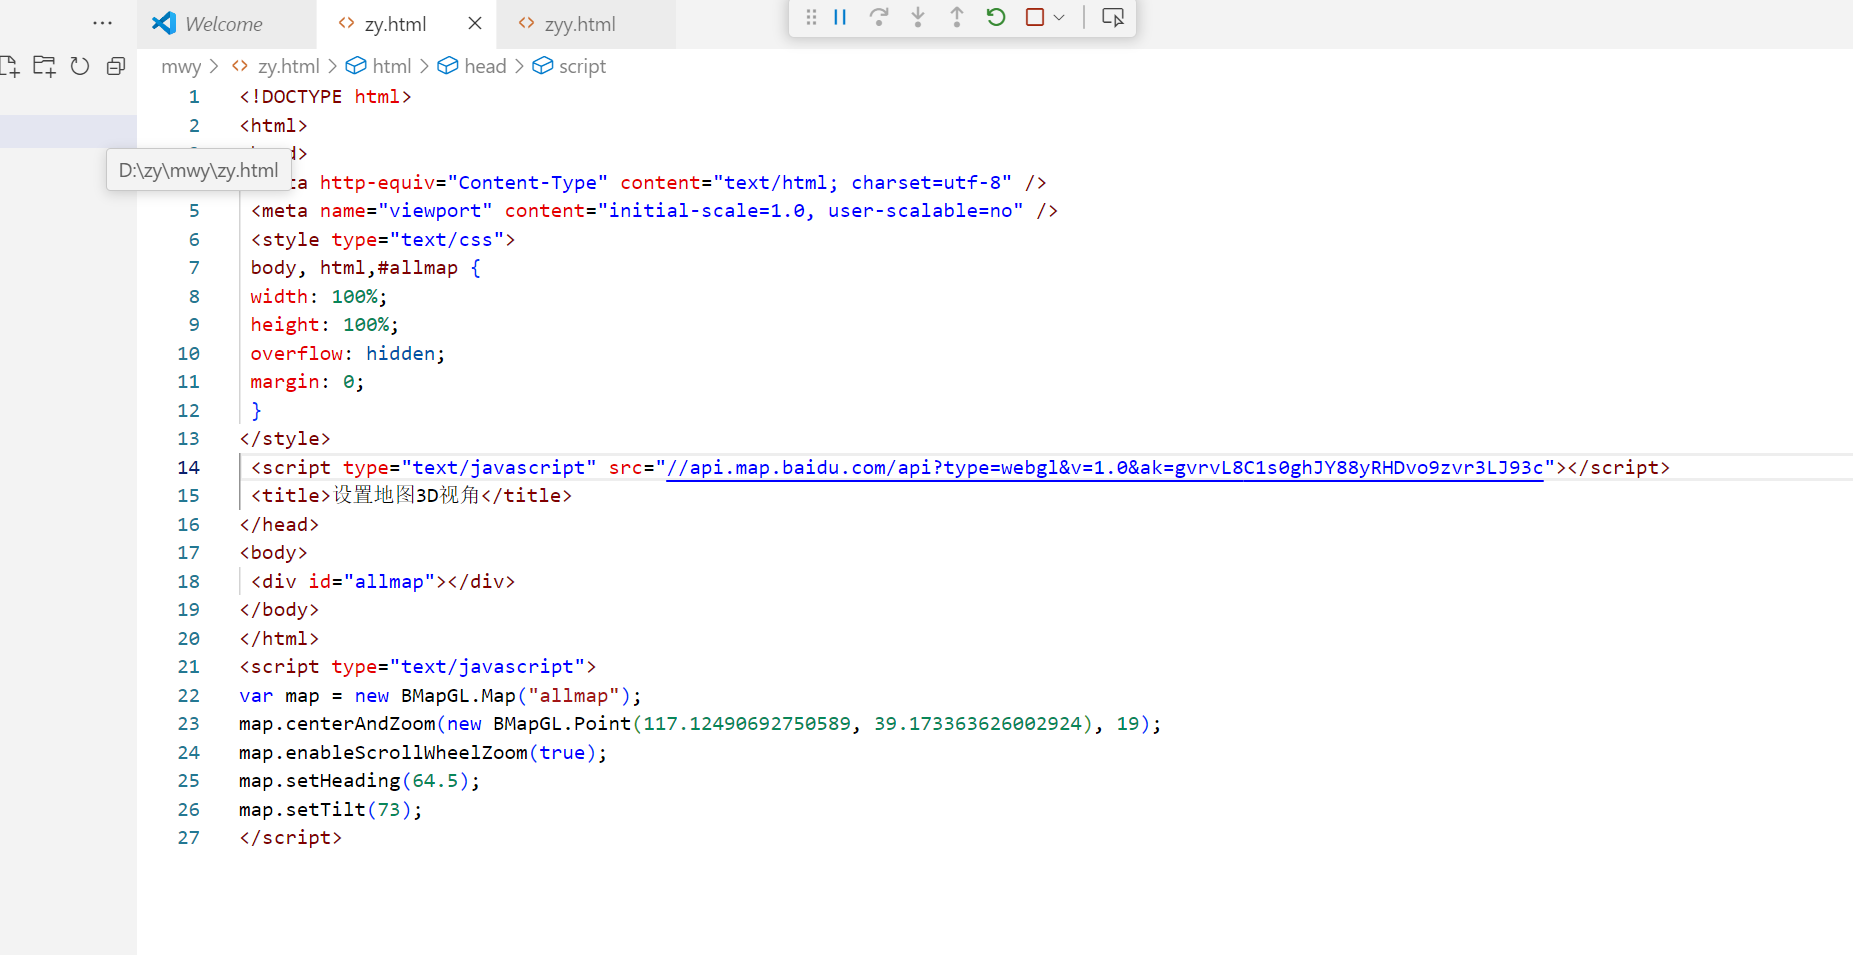 Welcome zy.html zyy.html
mwy > zy.html > html > head > script
1 <!DOCTYPE html>
2 <html>
d>
D:\zy\mwy\zy.html
ta http-equiv="Content-Type" content="text/html; charset=utf-8" />
5 <meta name="viewport" content="initial-scale=1.0, user-scalable=no" />
6 <style type="text/css">
7 body, html,#allmap {
8 width: 100%;
9 height: 100%;
10 overflow: hidden;
11 margin: 0;
12 }
13 </style>
14 <script type="text/javascript" src="//api.map.baidu.com/api?type=webgl&v=1.0&ak=gvrvL8C1s0ghJY88yRHDvo9zvr3LJ93c"></script>
15 <title>设置地图3D视角</title>
16 </head>
17 <body>
18 <div id="allmap"></div>
19 </body>
20 </html>
21 <script type="text/javascript">
22 var map = new BMapGL.Map("allmap");
23 map.centerAndZoom(new BMapGL.Point(117.12490692750589, 39.173363626002924), 19);
24 map.enableScrollWheelZoom(true);
25 map.setHeading(64.5);
26 map.setTilt(73);
27 </script>